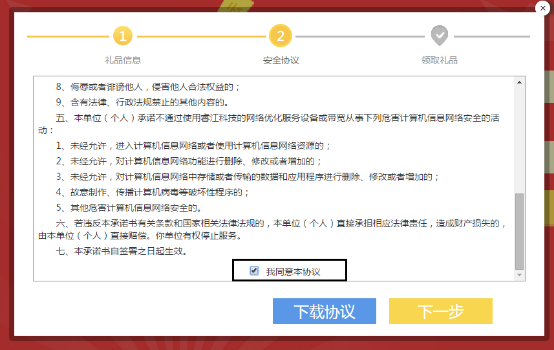 1
2
礼品信息
安全协议
领取礼品
8、侮辱或者诽谤他人，侵害他人合法权益的；
9、含有法律、行政法规禁止的其他内容的。
五、本单位（个人）承诺不通过使用睿江科技的网络优化服务设备或带宽从事下列危害计算机信息网络安全的活
动：
1、未经允许，进入计算机信息网络或者使用计算机信息网络资源的；
2、未经允许，对计算机信息网络功能进行删除、修改或者增加的；
3、未经允许，对计算机信息网络中存储或者传输的数据和应用程序进行删除、修改或者增加的；
4、故意制作、传播计算机病毒等破坏性程序的；
5、其他危害计算机信息网络安全的。
六、若违反本承诺书有关条款和国家相关法律法规的，本单位（个人）直接承担相应法律责任，造成财产损失的，
由本单位（个人）直接赔偿。你单位有权停止服务。
七、本承诺书自签署之日起生效。
我同意本协议
下载协议
下一步